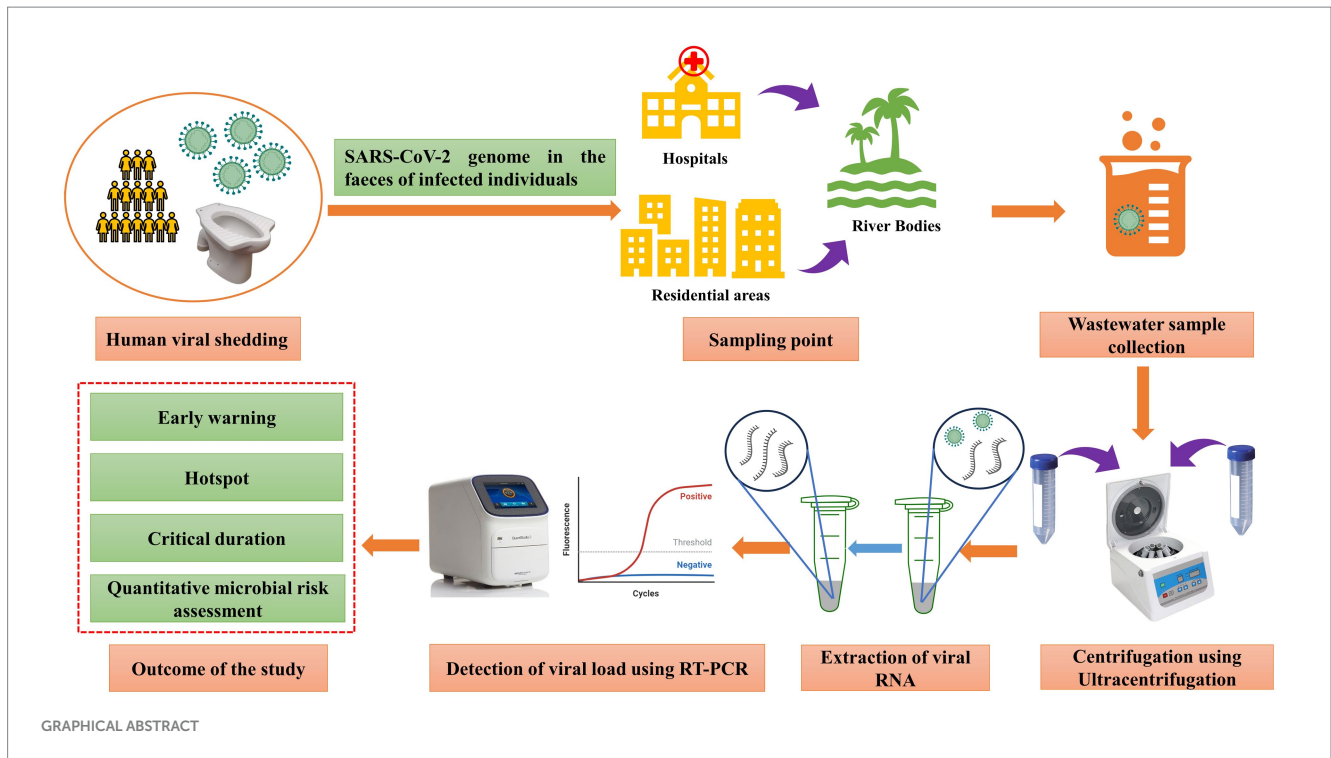 SARS-CoV-2 genome in the
faeces of infected individuals
Hospitals
River Bodies
Residential areas
Human viral shedding
Sampling point
Wastewater sample
collection
Early warning
Hotspot
Critical duration
Quantitative microbial risk
assessment
Fluorescence
Positive
Threshold
Negative
Cycles
Outcome of the study
Detection of viral load using RT-PCR
Extraction of viral
RNA
Centrifugation using
Ultracentrifugation
GRAPHICAL ABSTRACT